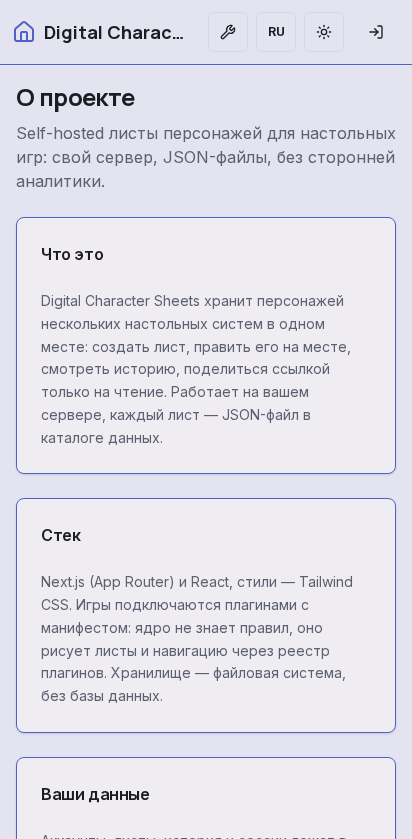 Digital Charac...
RU
О проекте
Self-hosted листы персонажей для настольных
игр: свой сервер, JSON-файлы, без сторонней
аналитики.
Что это
Digital Character Sheets хранит персонажей
нескольких настольных систем в одном
месте: создать лист, править его на месте,
смотреть историю, поделиться ссылкой
только на чтение. Работает на вашем
сервере, каждый лист — JSON-файл в
каталоге данных.
Стек
Next.js (App Router) и React, стили — Tailwind
CSS. Игры подключаются плагинами с
манифестом: ядро не знает правил, оно
рисует листы и навигацию через реестр
плагинов. Хранилище — файловая система,
без базы данных.
Ваши данные